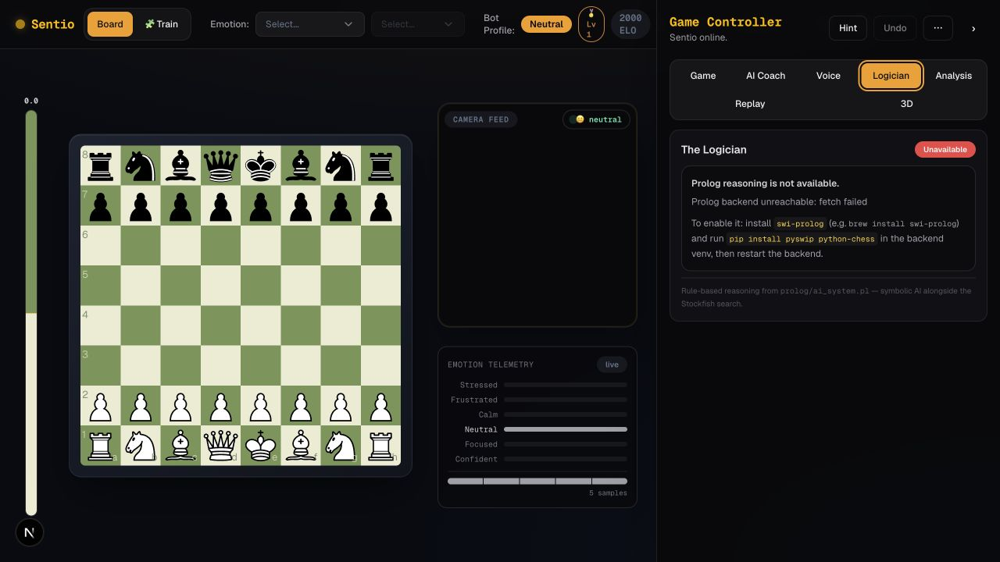 Sentio
Board
Train
Emotion:
Select...
Select...
Bot
Profile:
Neutral
Lv
1
2000
ELO
Game Controller
Sentio online.
Hint
Undo
...
›
Game
AI Coach
Voice
Logician
Analysis
Replay
3D
0.0
CAMERA FEED
neutral
8
7
6
5
4
3
2
1
a
b
c
d
e
f
g
h
EMOTION TELEMETRY
live
Stressed
Frustrated
Calm
Neutral
Focused
Confident
5 samples
N
The Logician
Unavailable
Prolog reasoning is not available.
Prolog backend unreachable: fetch failed
To enable it: install swi-prolog (e.g. brew install swi-prolog)
and run pip install pyswip python-chess in the backend
venv, then restart the backend.
Rule-based reasoning from prolog/ai_system.pl — symbolic AI alongside the
Stockfish search.